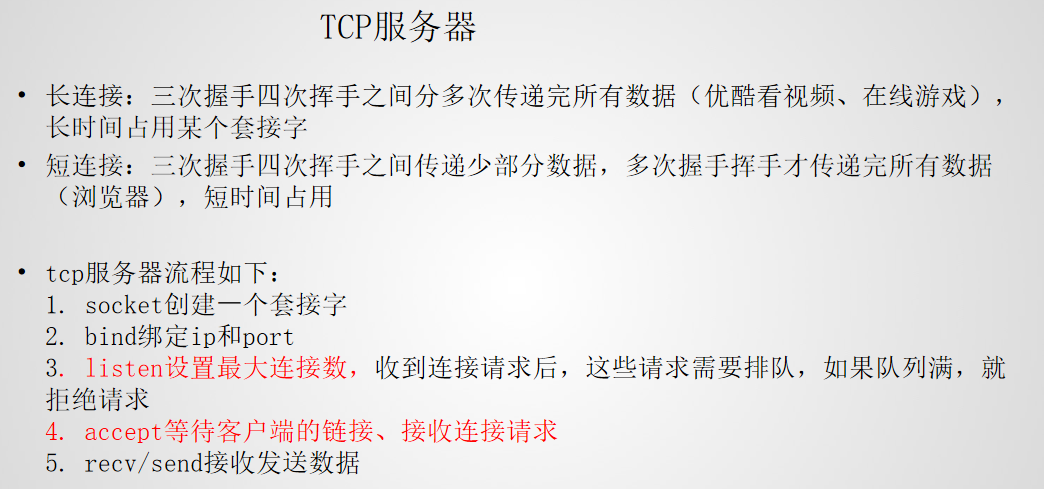 TCP服务器
• 长连接：三次握手四次挥手之间分多次传递完所有数据（优酷看视频、在线游戏），
长时间占用某个套接字
• 短连接：三次握手四次挥手之间传递少部分数据，多次握手挥手才传递完所有数据
（浏览器），短时间占用
• tcp服务器流程如下：
1. socket创建一个套接字
2. bind绑定ip和port
3. listen设置最大连接数，收到连接请求后，这些请求需要排队，如果队列满，就
拒绝请求
4. accept等待客户端的链接、接收连接请求
5. recv/send接收发送数据